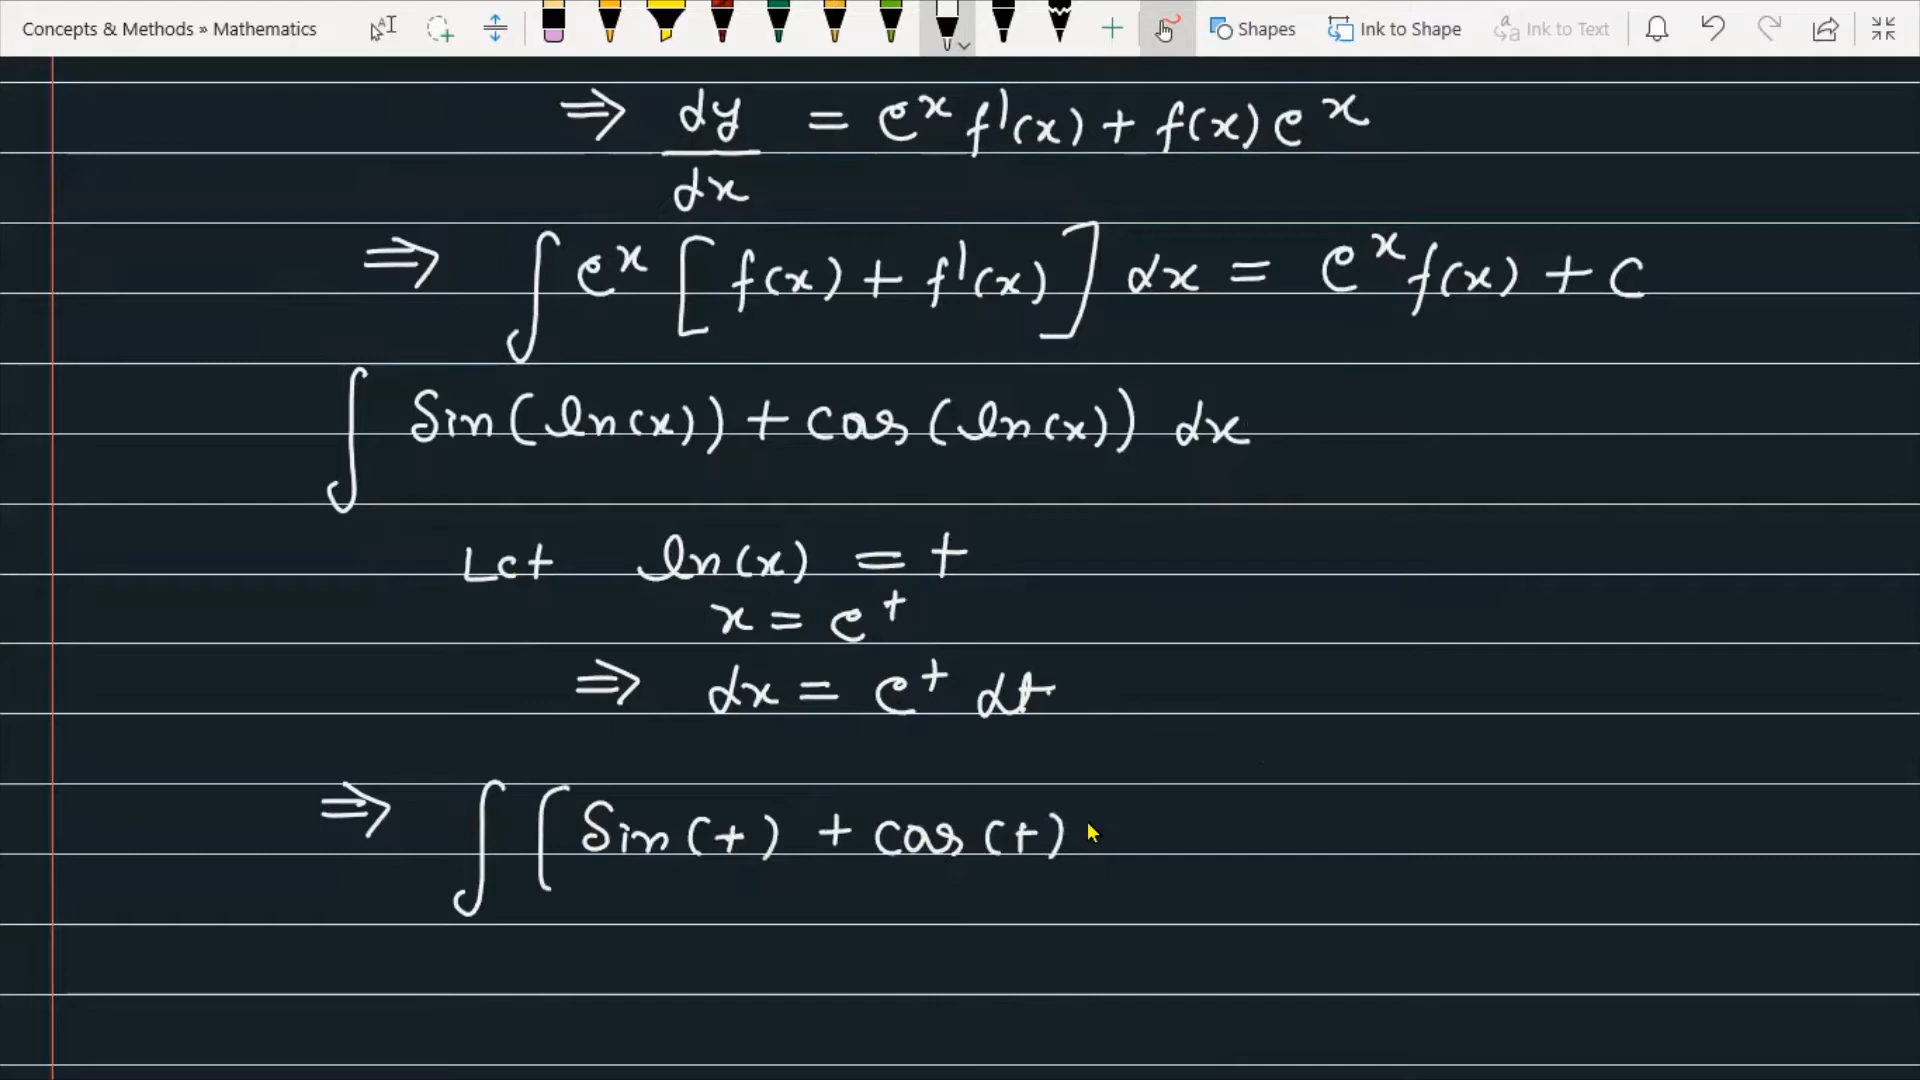 Concepts & Methods » Mathematics Shapes Ink to Shape Ink to Text
⇒ dy/dx = e^x f'(x) + f(x) e^x
⇒ ∫ e^x [f(x) + f'(x)] dx = e^x f(x) + C
∫ Sin(ln(x)) + cos(ln(x)) dx
Let ln(x) = t
x = e^t
⇒ dx = e^t dt
⇒ ∫ [Sin(t) + cos(t)